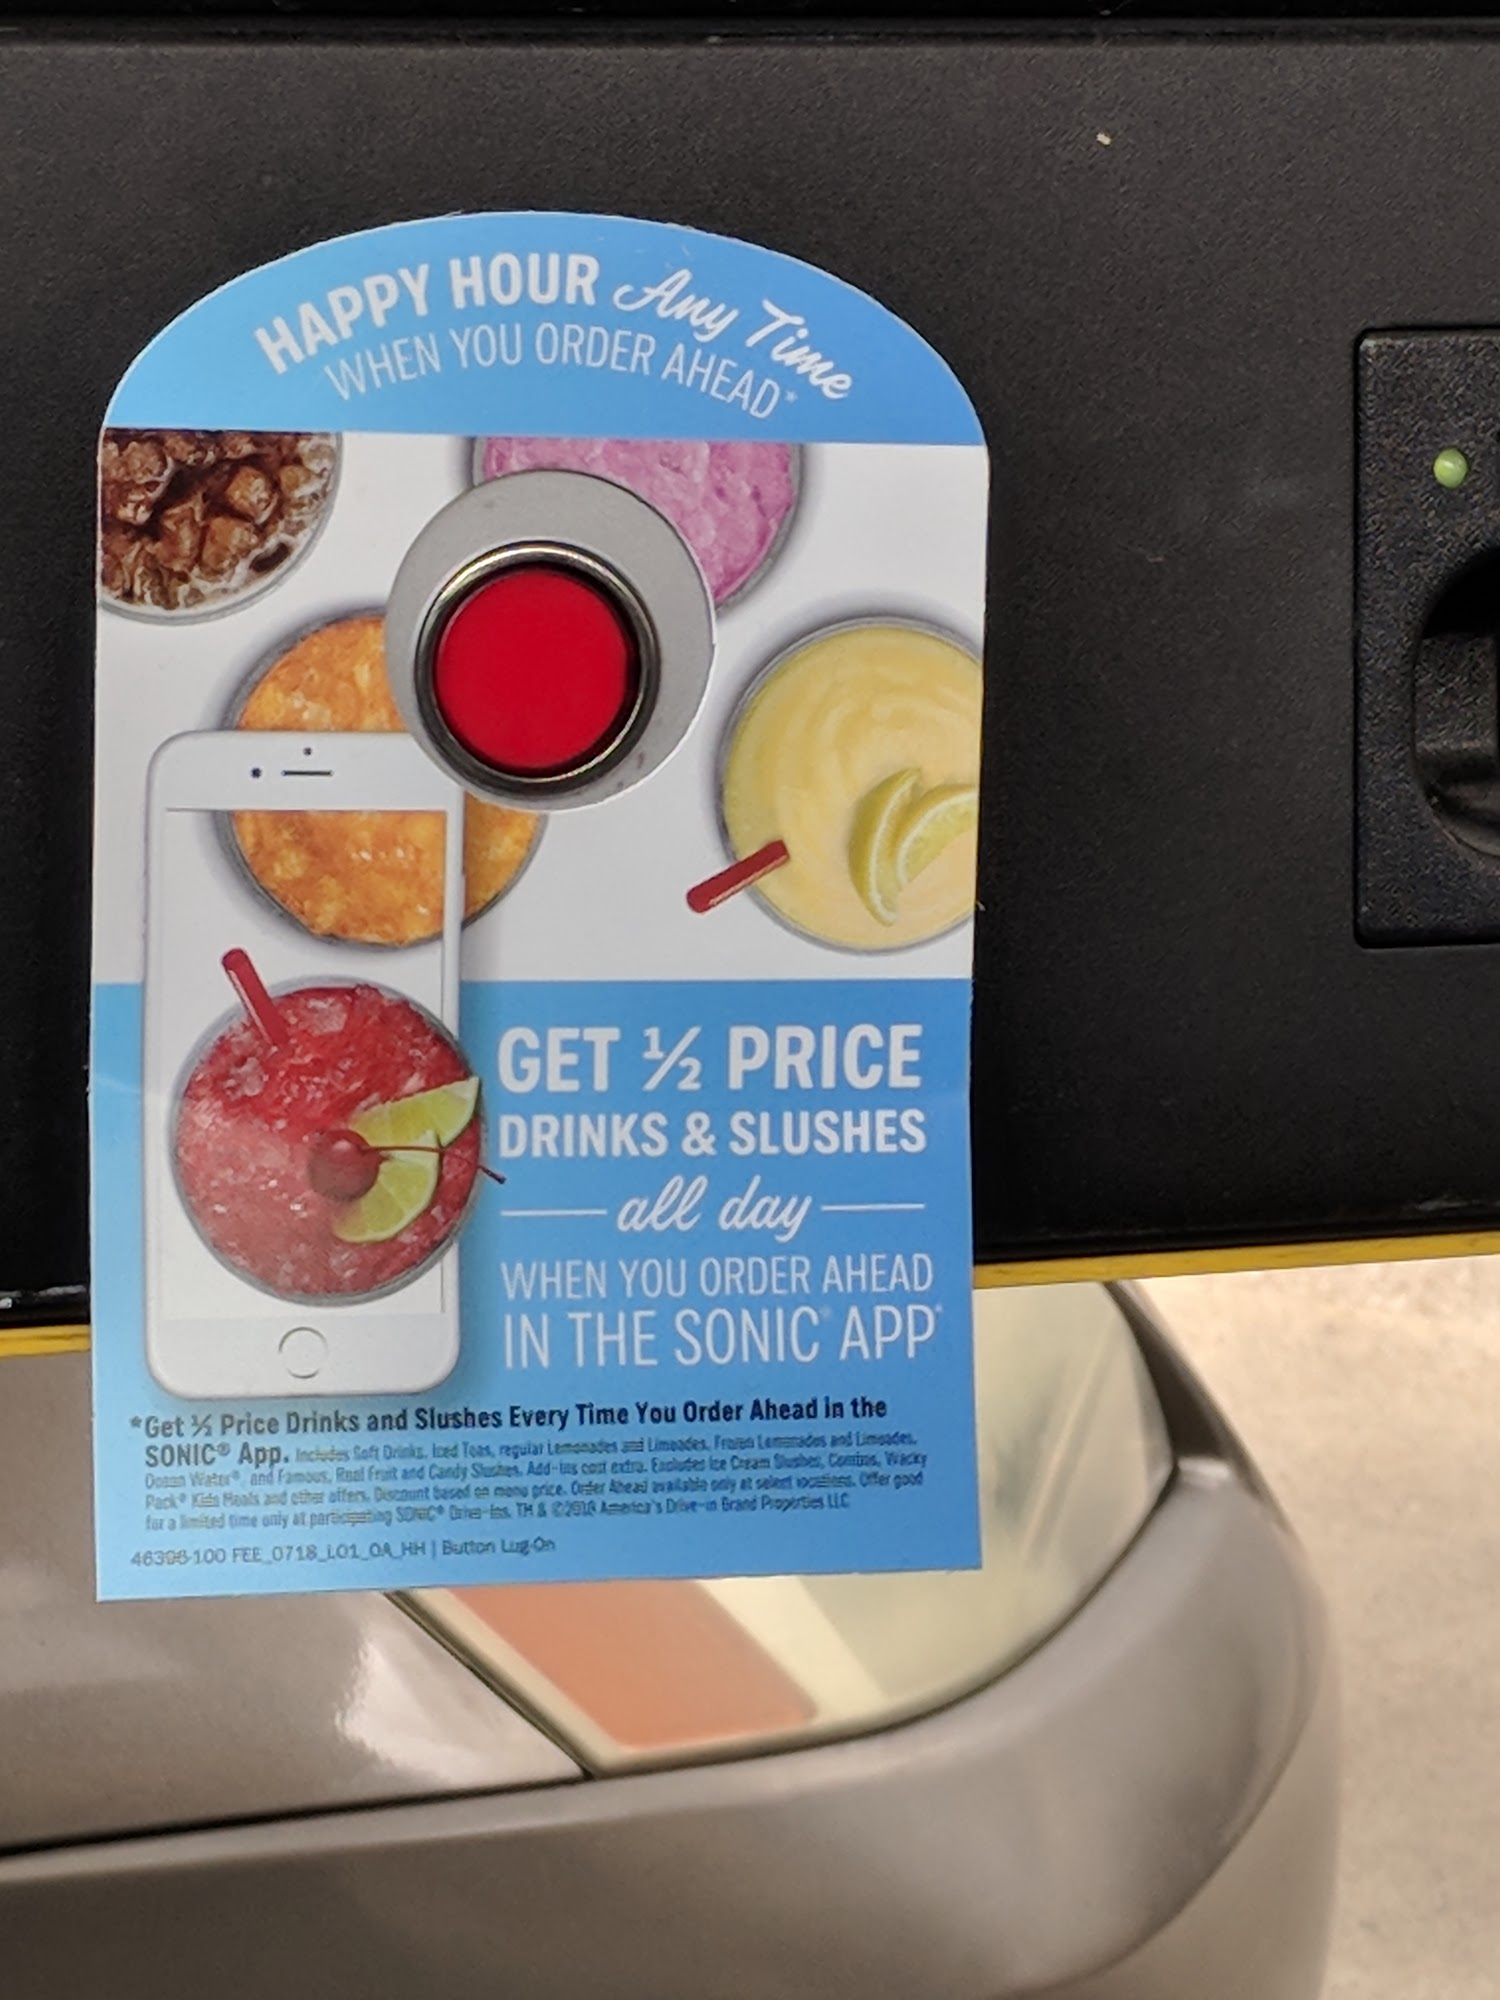 HAPPY HOUR Any Time
WHEN YOU ORDER AHEAD*
GET ½ PRICE
DRINKS & SLUSHES
all day
WHEN YOU ORDER AHEAD
IN THE SONIC® APP*
*Get ½ Price Drinks and Slushes Every Time You Order Ahead in the
SONIC® App. Includes Soft Drinks, Iced Teas, regular Lemonades and Limeades, Frozen Lemonades and Limeades,
Ocean Water®, and Famous, Real Fruit and Candy Slushes. Add-ins cost extra. Excludes Ice Cream Slushes, Combos, Wacky
Pack® Kids Meals and other offers. Discount based on menu price. Order Ahead available only at select locations. Offer good
for a limited time only at participating SONIC® Drive-Ins. TM & ©2018 America's Drive-In Brand Properties LLC
46396-100 FEE_0718_LO1_OA_HH | Button Lug-On